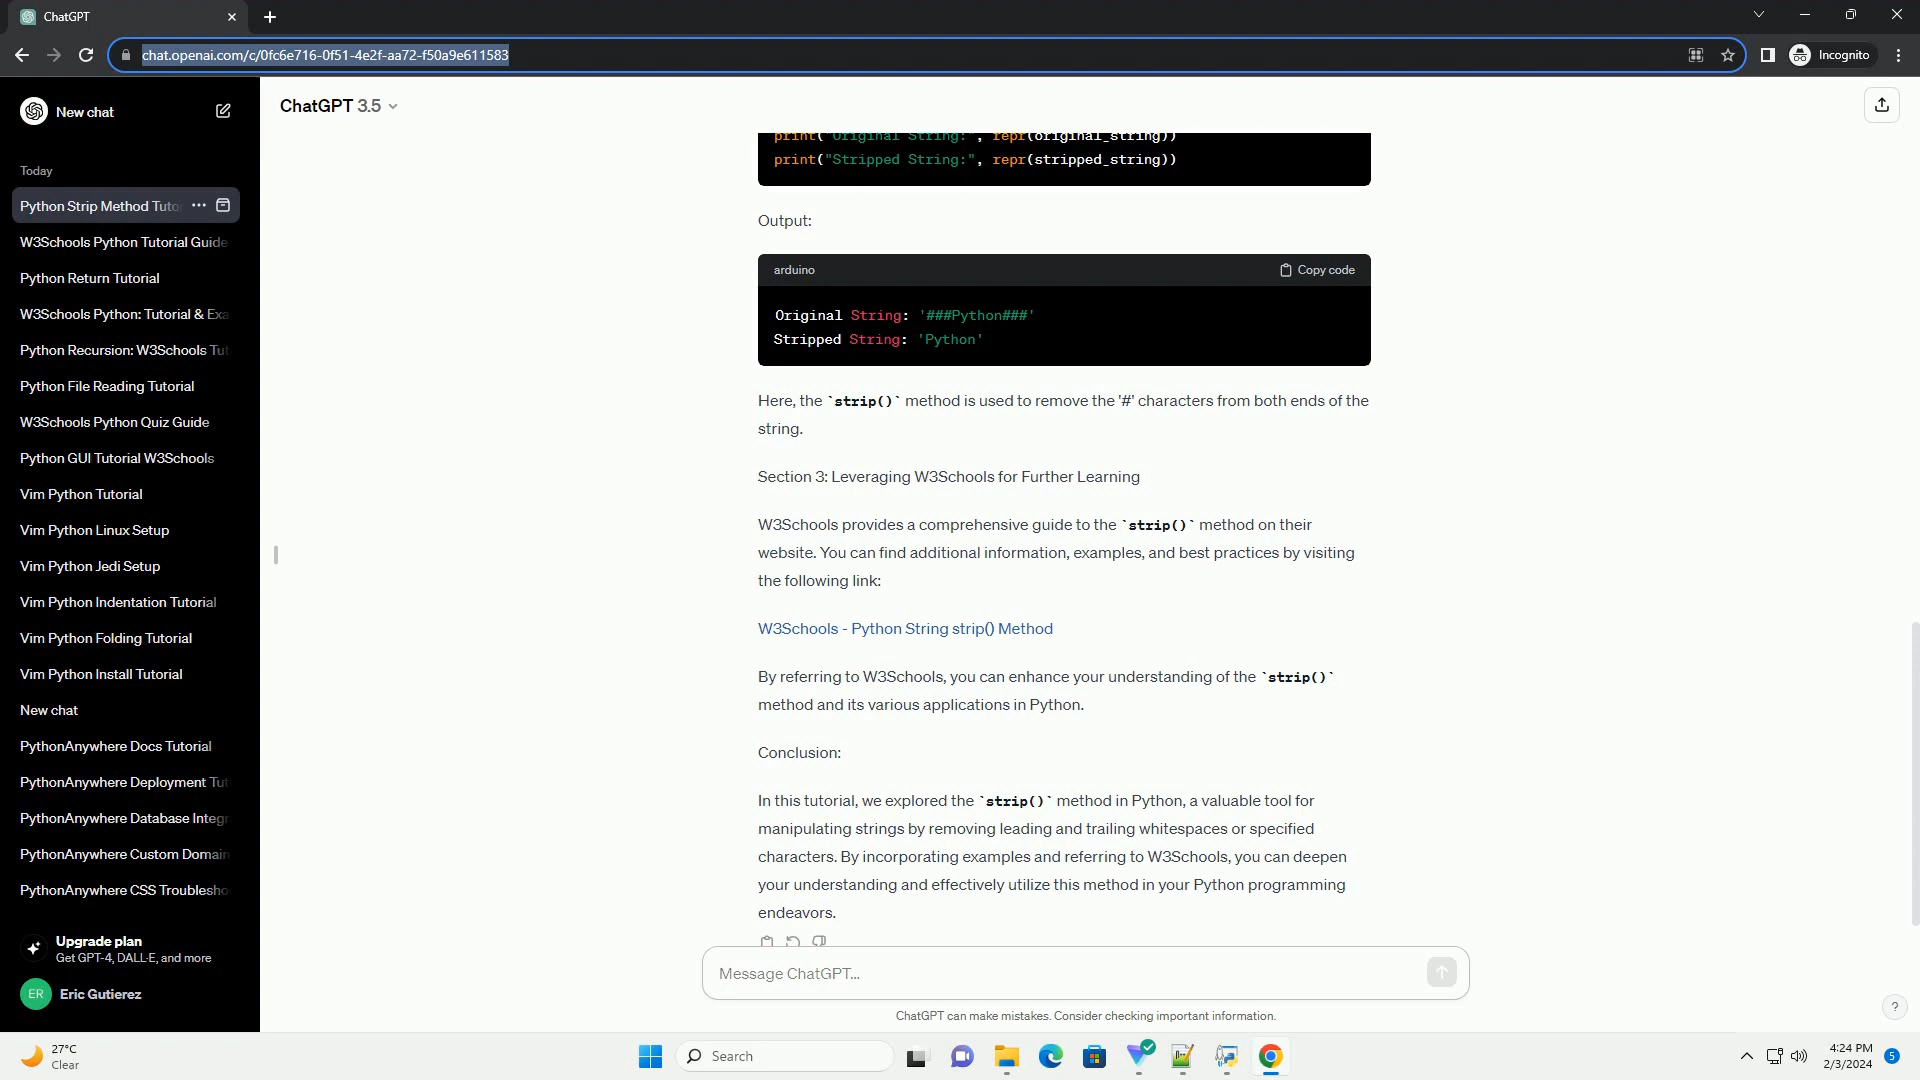 ChatGPT
chat.openai.com/c/0fc6e716-0f51-4e2f-aa72-f50a9e611583
Incognito
New chat
Today
Python Strip Method Tuto
W3Schools Python Tutorial Guide
Python Return Tutorial
W3Schools Python: Tutorial & Exa
Python Recursion: W3Schools Tut
Python File Reading Tutorial
W3Schools Python Quiz Guide
Python GUI Tutorial W3Schools
Vim Python Tutorial
Vim Python Linux Setup
Vim Python Jedi Setup
Vim Python Indentation Tutorial
Vim Python Folding Tutorial
Vim Python Install Tutorial
New chat
PythonAnywhere Docs Tutorial
PythonAnywhere Deployment Tut
PythonAnywhere Database Integr
PythonAnywhere Custom Domain
PythonAnywhere CSS Troublesho
Upgrade plan
Get GPT-4, DALL·E, and more
ER
Eric Gutierez
ChatGPT 3.5
print("Original String:", repr(original_string))
print("Stripped String:", repr(stripped_string))
Output:
arduino
Copy code
Original String: '###Python###'
Stripped String: 'Python'
Here, the `strip()` method is used to remove the '#' characters from both ends of the
string.
Section 3: Leveraging W3Schools for Further Learning
W3Schools provides a comprehensive guide to the `strip()` method on their
website. You can find additional information, examples, and best practices by visiting
the following link:
W3Schools - Python String strip() Method
By referring to W3Schools, you can enhance your understanding of the `strip()`
method and its various applications in Python.
Conclusion:
In this tutorial, we explored the `strip()` method in Python, a valuable tool for
manipulating strings by removing leading and trailing whitespaces or specified
characters. By incorporating examples and referring to W3Schools, you can deepen
your understanding and effectively utilize this method in your Python programming
endeavors.
Message ChatGPT...
ChatGPT can make mistakes. Consider checking important information.
?
27°C
Clear
Search
4:24 PM
2/3/2024
5